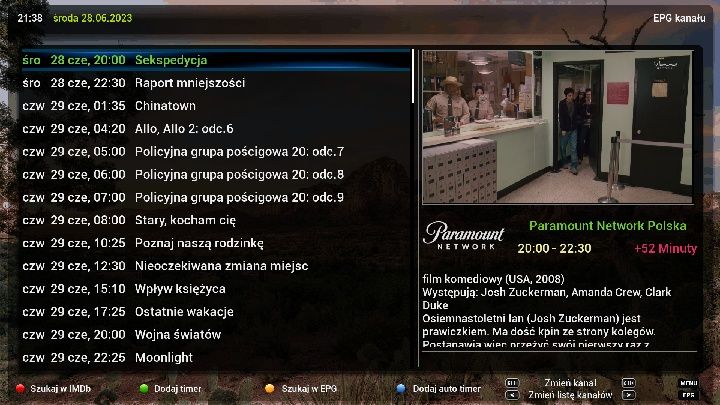 21:38 środa 28.06.2023
EPG kanału
śro 28 cze, 20:00 Sekspedycja
śro 28 cze, 22:30 Raport mniejszości
czw 29 cze, 01:35 Chinatown
czw 29 cze, 04:20 Allo, Allo 2: odc.6
czw 29 cze, 05:00 Policyjna grupa pościgowa 20: odc.7
czw 29 cze, 06:00 Policyjna grupa pościgowa 20: odc.8
czw 29 cze, 07:00 Policyjna grupa pościgowa 20: odc.9
czw 29 cze, 08:00 Stary, kocham cię
czw 29 cze, 10:25 Poznaj naszą rodzinkę
czw 29 cze, 12:30 Nieoczekiwana zmiana miejsc
czw 29 cze, 15:10 Wpływ księżyca
czw 29 cze, 17:25 Ostatnie wakacje
czw 29 cze, 20:00 Wojna światów
czw 29 cze, 22:25 Moonlight
Paramount
NETWORK
Paramount Network Polska
20:00 - 22:30 +52 Minuty
film komediowy (USA, 2008)
Występują: Josh Zuckerman, Amanda Crew, Clark
Duke
Osiemnastoletni Ian (Josh Zuckerman) jest
prawiczkiem. Ma dość kpin ze strony kolegów.
Postanawia więc przeżyć swój pierwszy raz z
Szukaj w IMDb
Dodaj timer
Szukaj w EPG
Dodaj auto timer
Zmień kanał
< Zmień listę kanałów >
MENU
EPG